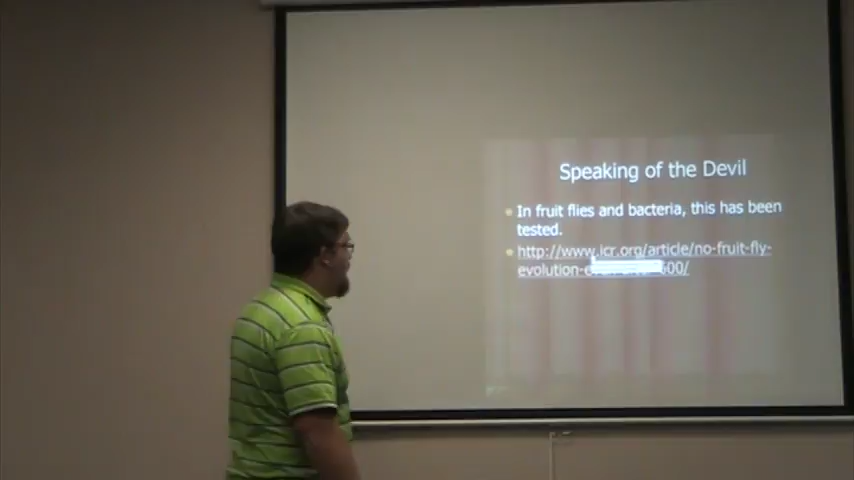 Speaking of the Devil
In fruit flies and bacteria, this has been
tested.
http://www.icr.org/article/no-fruit-fly-
evolution- 600/